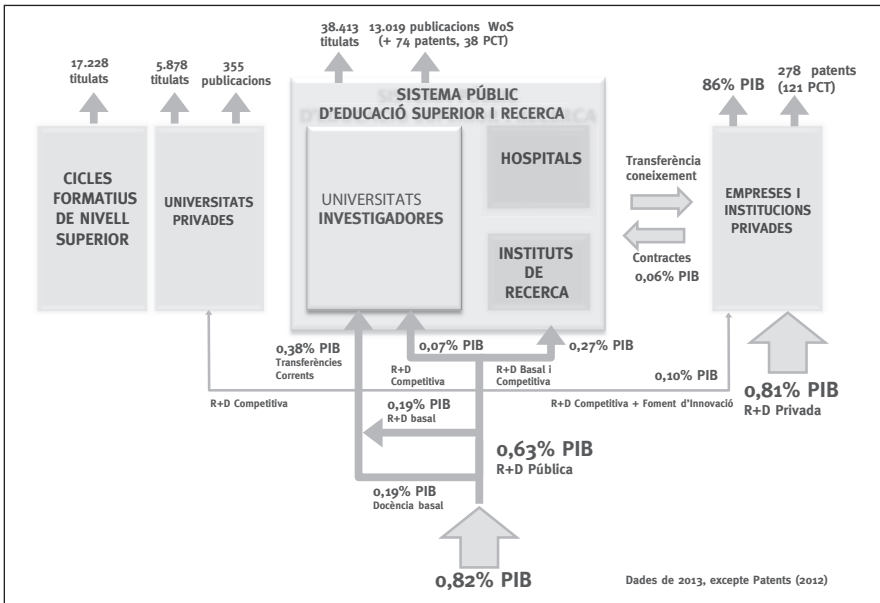 38.413
titulats
13.019 publicacions WoS
(+ 74 patents, 38 PCT)
17.228
titulats
5.878
titulats
355
publicacions
86% PIB
278 patents
(121 PCT)
SISTEMA PÚBLIC
D'EDUCACIÓ SUPERIOR I RECERCA
CICLES
FORMATIUS
DE NIVELL
SUPERIOR
UNIVERSITATS
PRIVADES
UNIVERSITATS
INVESTIGADORES
HOSPITALS
INSTITUTS
DE
RECERCA
Transferència
coneixement
Contractes
0,06% PIB
EMPRESES I
INSTITUCIONS
PRIVADES
0,38% PIB
Transferències
Corrents
0,07% PIB
R+D
Competitiva
0,27% PIB
R+D Basal i
Competitiva
0,10% PIB
R+D Competitiva
R+D Competitiva + Foment d'Innovació
0,81% PIB
R+D Privada
0,19% PIB
R+D basal
0,63% PIB
R+D Pública
0,19% PIB
Docència basal
0,82% PIB
Dades de 2013, excepte Patents (2012)